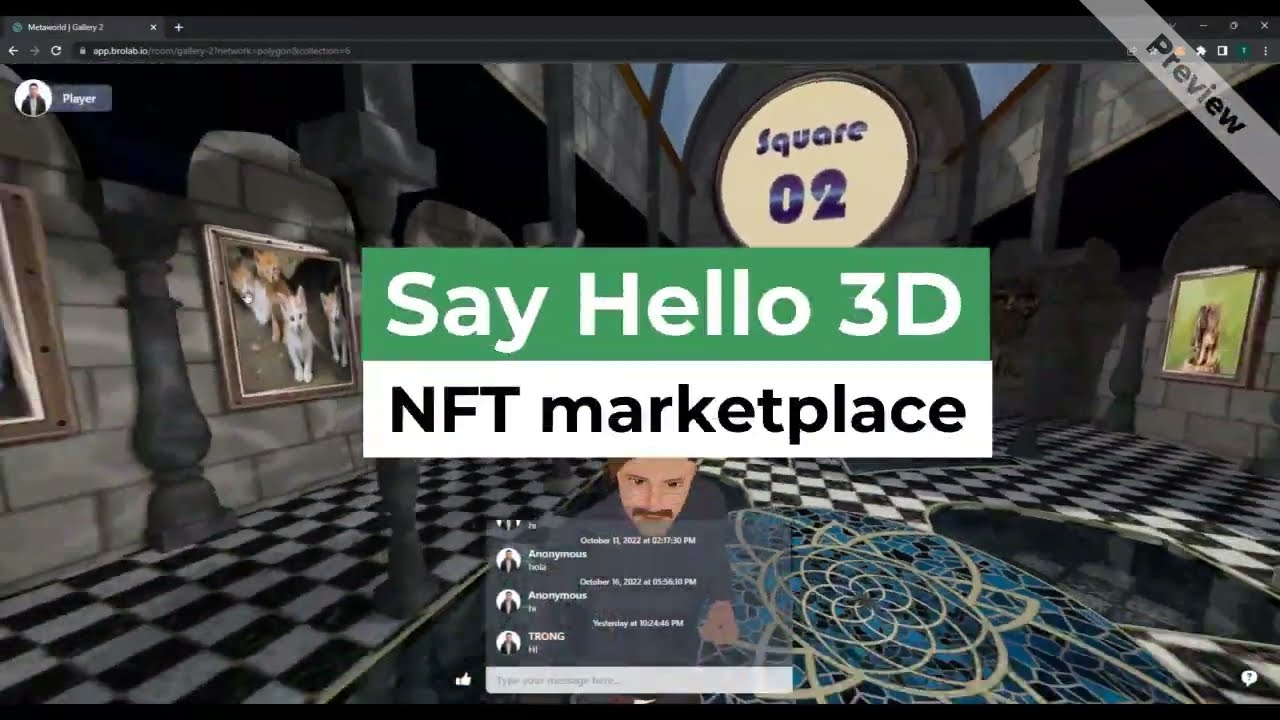 Metaworld | Gallery 2
app.brolab.io/room/gallery-2?network=polygon&collection=6
Preview
Player
Square
02
Say Hello 3D
NFT marketplace
hi
October 11, 2022 at 02:17:30 PM
Anonymous
hola
October 16, 2022 at 05:56:10 PM
Anonymous
hi
Yesterday at 10:24:46 PM
TRONG
Hi
Type your message here...